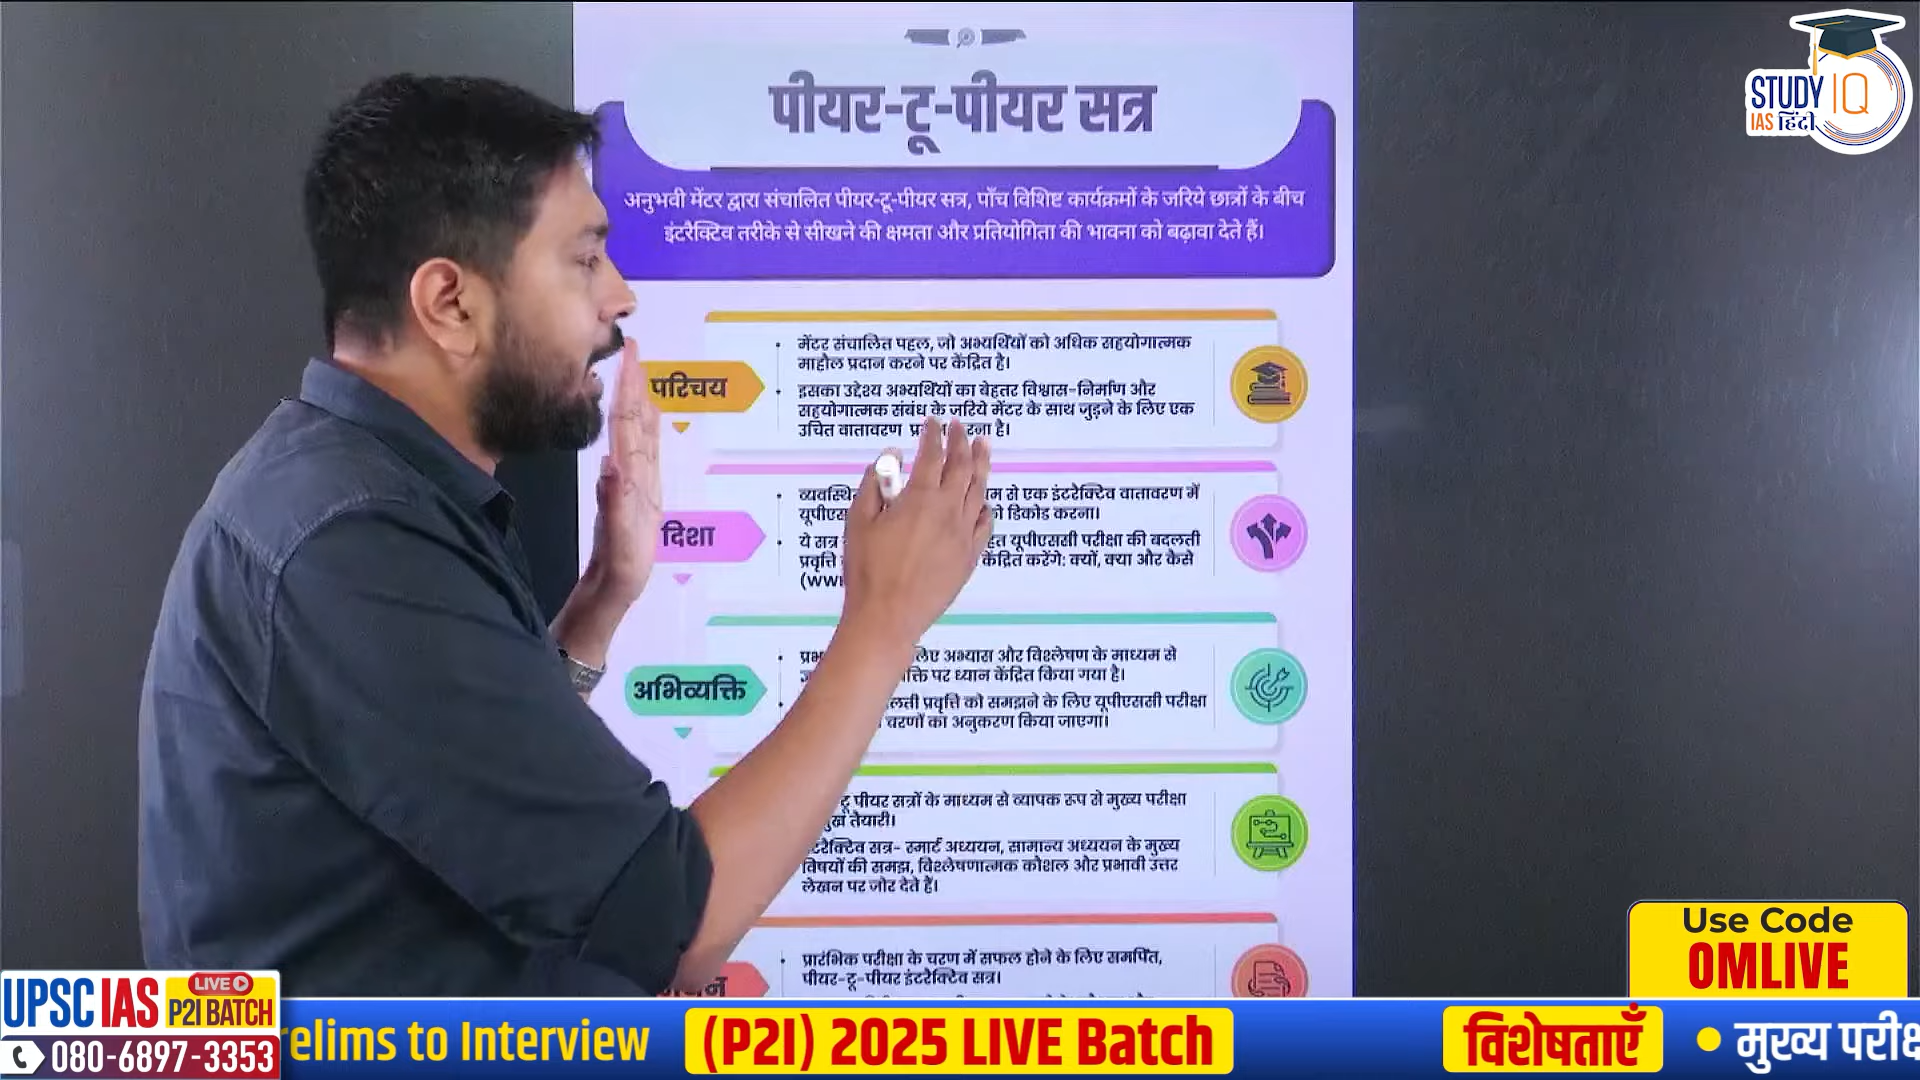 STUDY IQ
IAS हिंदी
पीयर-टू-पीयर सत्र
अनुभवी मेंटर द्वारा संचालित पीयर-टू-पीयर सत्र, पाँच विशिष्ट कार्यक्रमों के जरिये छात्रों के बीच
इंटरैक्टिव तरीके से सीखने की क्षमता और प्रतियोगिता की भावना को बढ़ावा देते हैं।
परिचय
• मेंटर संचालित पहल, जो अभ्यर्थियों को अधिक सहयोगात्मक
माहौल प्रदान करने पर केंद्रित है।
• इसका उद्देश्य अभ्यर्थियों का बेहतर विश्वास-निर्माण और
सहयोगात्मक संबंध के जरिये मेंटर के साथ जुड़ने के लिए एक
उचित वातावरण है।
दिशा
• से एक इंटरैक्टिव वातावरण में
डिकोड करना।
• ये सत्र यूपीएससी परीक्षा की बदलती
प्रवृत्ति केंद्रित करेंगे: क्यों, क्या और कैसे
अभिव्यक्ति
• अभ्यास और विश्लेषण के माध्यम से
पर ध्यान केंद्रित किया गया है।
प्रवृत्ति को समझने के लिए यूपीएससी परीक्षा
चरणों का अनुकरण किया जाएगा।
पीयर सत्रों के माध्यम से व्यापक रूप से मुख्य परीक्षा
तैयारी।
सत्र- स्मार्ट अध्ययन, सामान्य अध्ययन के मुख्य
विषयों की समझ, विश्लेषणात्मक कौशल और प्रभावी उत्तर
लेखन पर जोर देते हैं।
• प्रारंभिक परीक्षा के चरण में सफल होने के लिए समर्पित,
पीयर-टू-पीयर इंटरैक्टिव सत्र।
Use Code
OMLIVE
LIVE
UPSC IAS P2I BATCH
080-6897-3353
relims to Interview (P2I) 2025 LIVE Batch विशेषताएँ • मुख्य